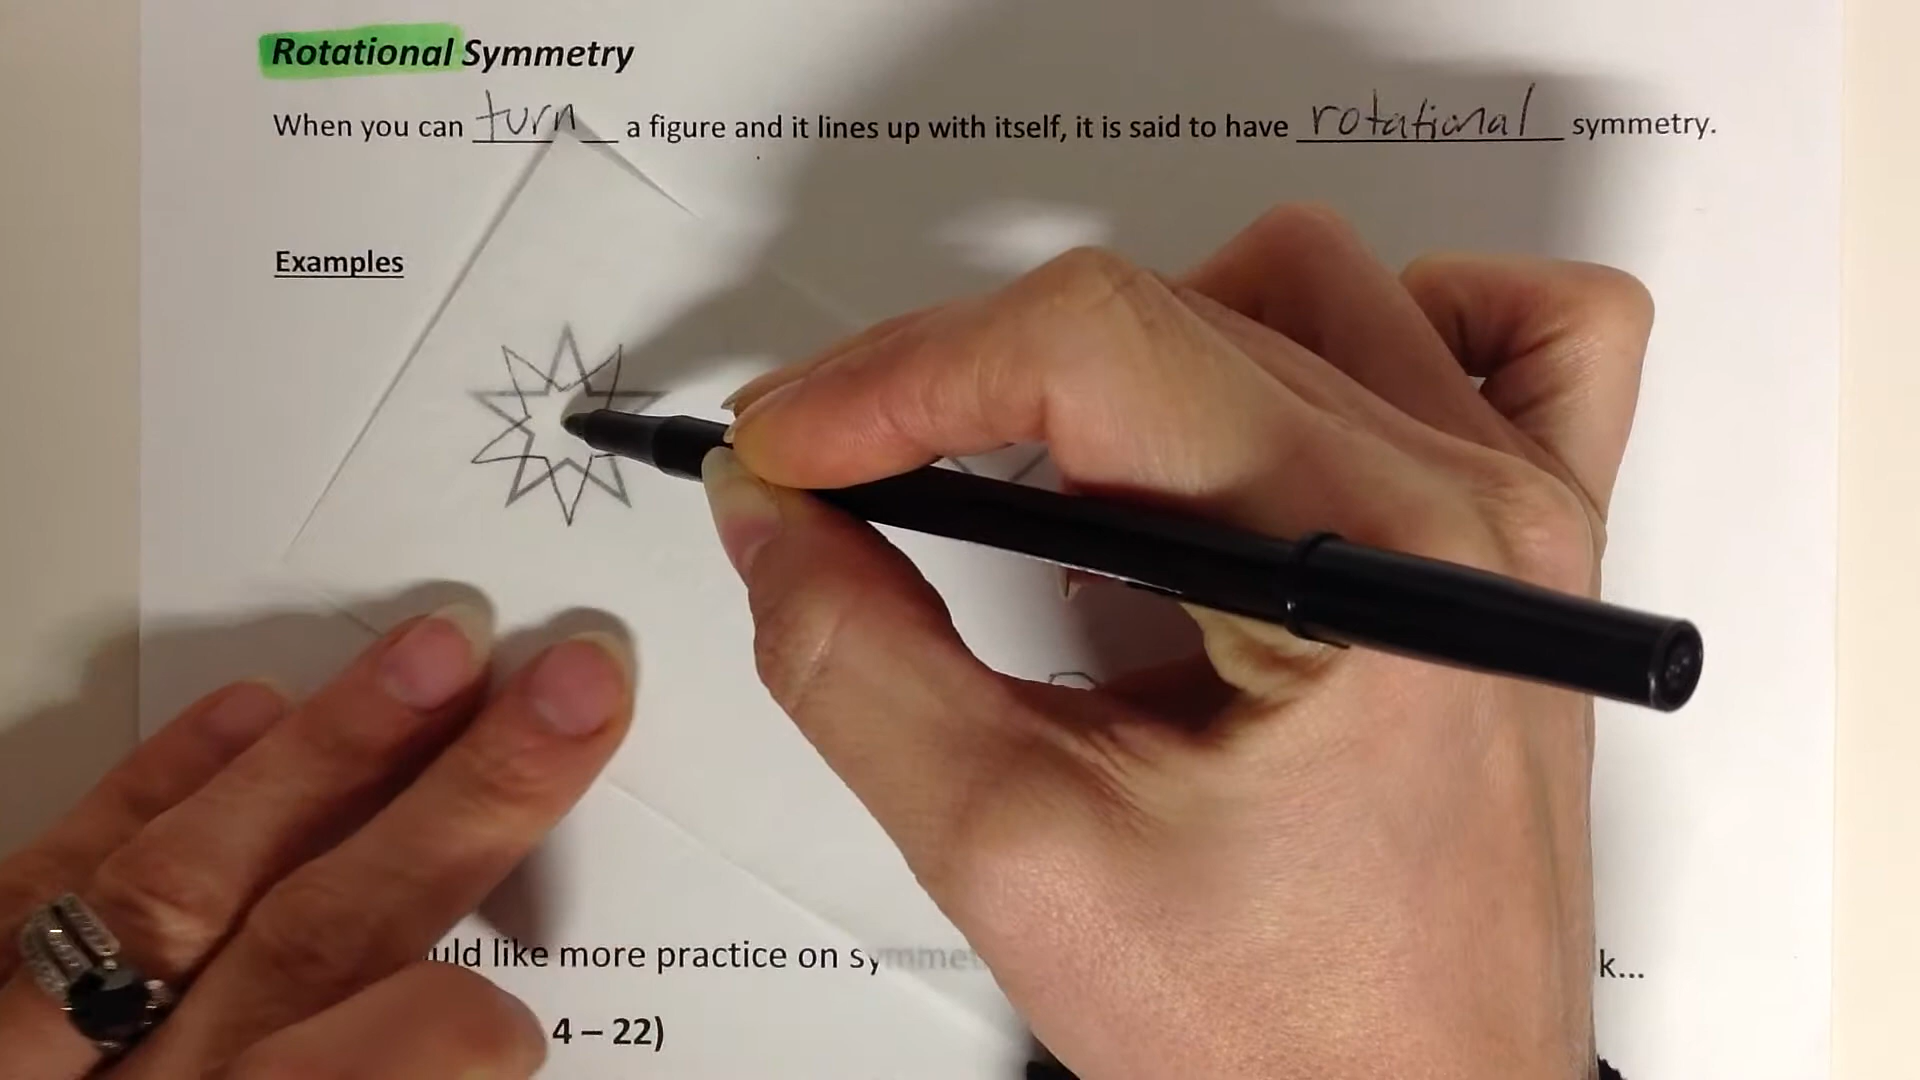 Rotational Symmetry
When you can turn a figure and it lines up with itself, it is said to have rotational symmetry.
Examples
uld like more practice on symmet k...
4 – 22)